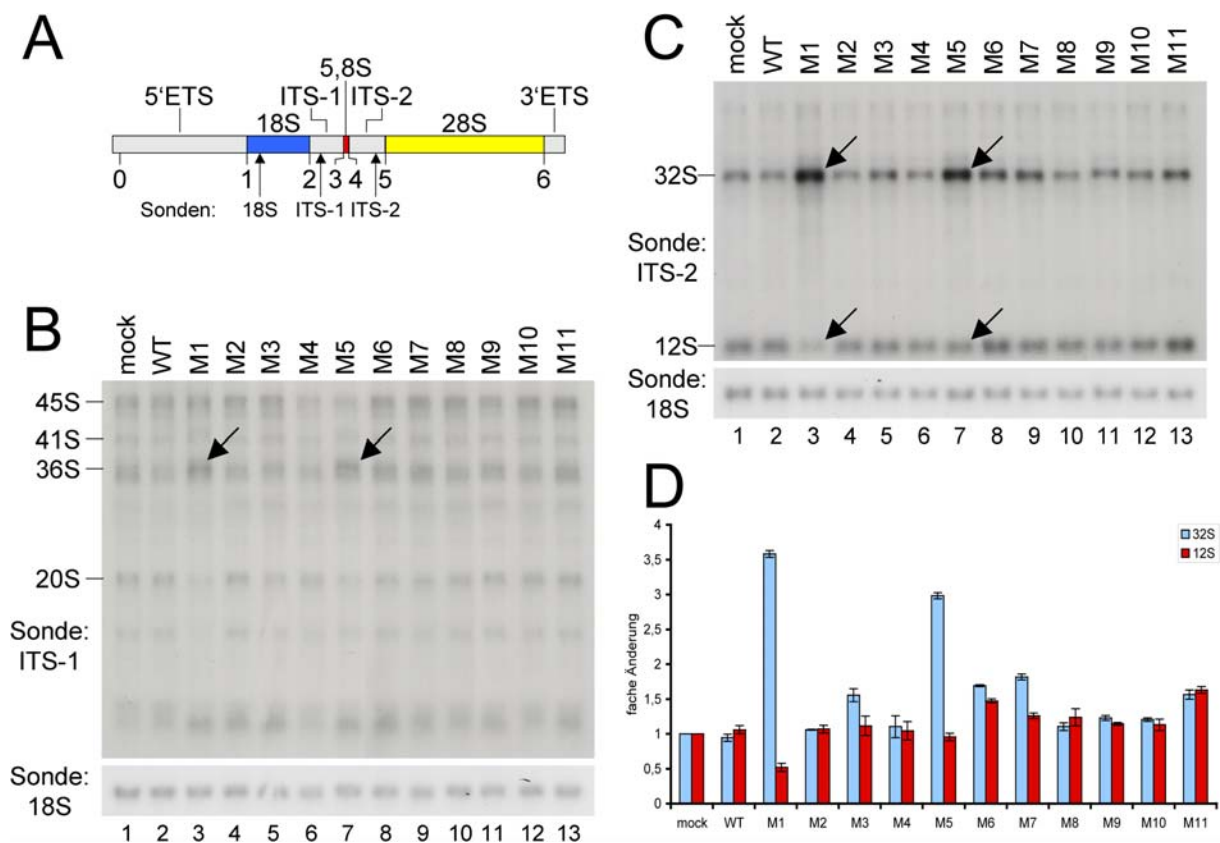 A
5'ETS
ITS-1
5,8S
ITS-2
3'ETS
18S
28S
0
1
2
3
4
5
6
Sonden:
18S
ITS-1
ITS-2
B
mock
WT
M1
M2
M3
M4
M5
M6
M7
M8
M9
M10
M11
45S
41S
36S
20S
Sonde:
ITS-1
Sonde:
18S
1 2 3 4 5 6 7 8 9 10 11 12 13
C
mock
WT
M1
M2
M3
M4
M5
M6
M7
M8
M9
M10
M11
32S
Sonde:
ITS-2
12S
Sonde:
18S
1 2 3 4 5 6 7 8 9 10 11 12 13
D
fache Änderung
4
3,5
3
2,5
2
1,5
1
0,5
0
32S
12S
mock WT M1 M2 M3 M4 M5 M6 M7 M8 M9 M10 M11